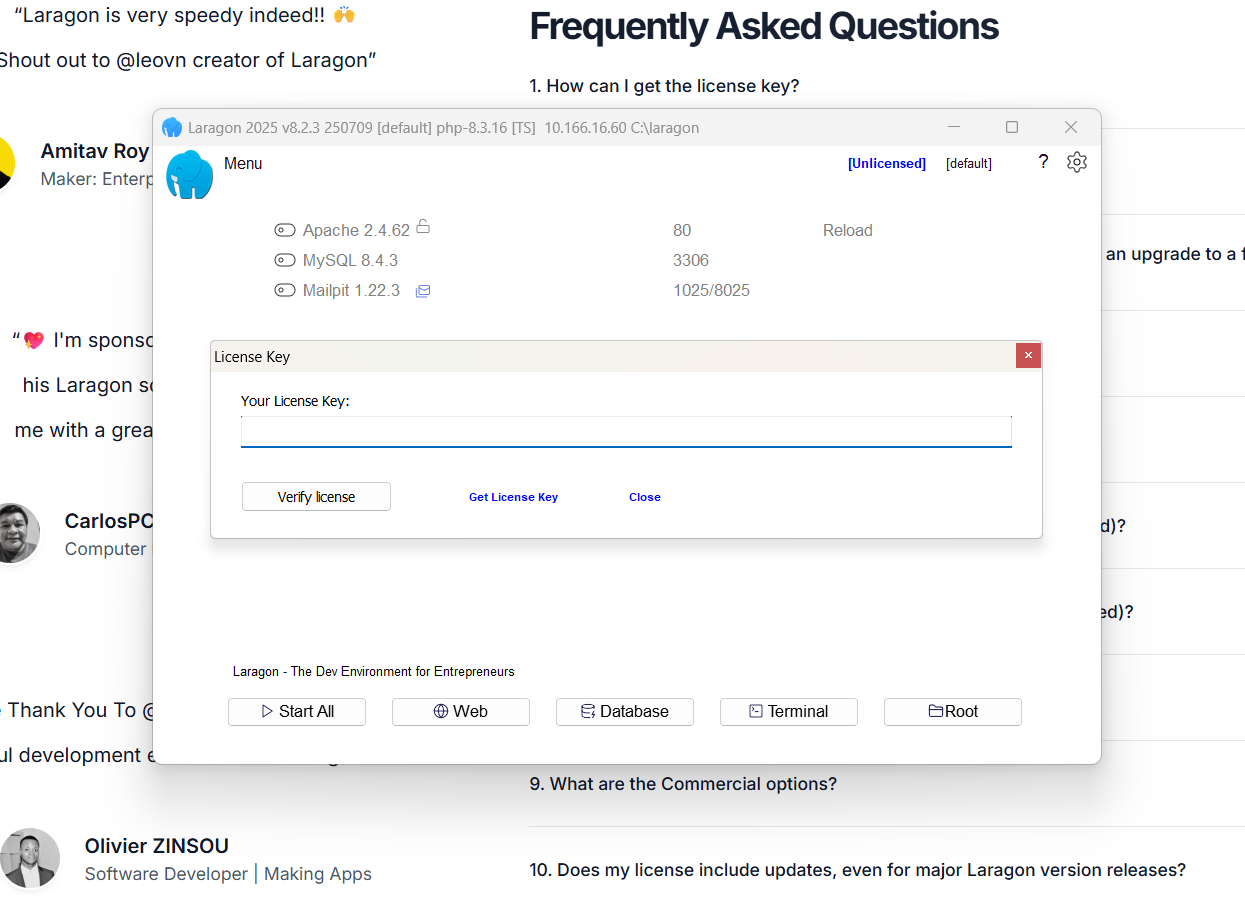 “Laragon is very speedy indeed!! 🙌
Shout out to @leovn creator of Laragon”
Amitav Roy
Maker: Enterp
“💖 I'm sponso
his Laragon so
me with a grea
CarlosPC
Computer
Thank You To @
ul development e
Olivier ZINSOU
Software Developer | Making Apps
Frequently Asked Questions
1. How can I get the license key?
an upgrade to a f
d)?
ed)?
9. What are the Commercial options?
10. Does my license include updates, even for major Laragon version releases?
Laragon 2025 v8.2.3 250709 [default] php-8.3.16 [TS] 10.166.16.60 C:\laragon
Menu
[Unlicensed] [default] ?
Apache 2.4.62 80 Reload
MySQL 8.4.3 3306
Mailpit 1.22.3 1025/8025
License Key
Your License Key:
Verify license Get License Key Close
Laragon - The Dev Environment for Entrepreneurs
Start All Web Database Terminal Root